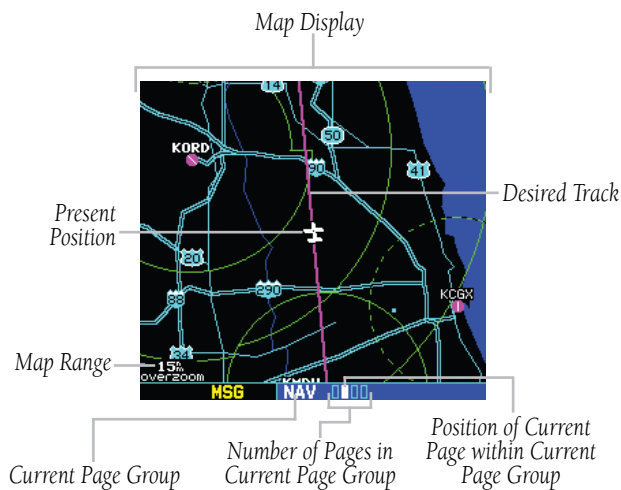 Map Display
14
50
KORD
90
41
Desired Track
Present
Position
20
KCGX
290
88
34
Map Range
15
overzoom
MSG
NAV
Position of Current
Page within Current
Page Group
Number of Pages in
Current Page Group
Current Page Group